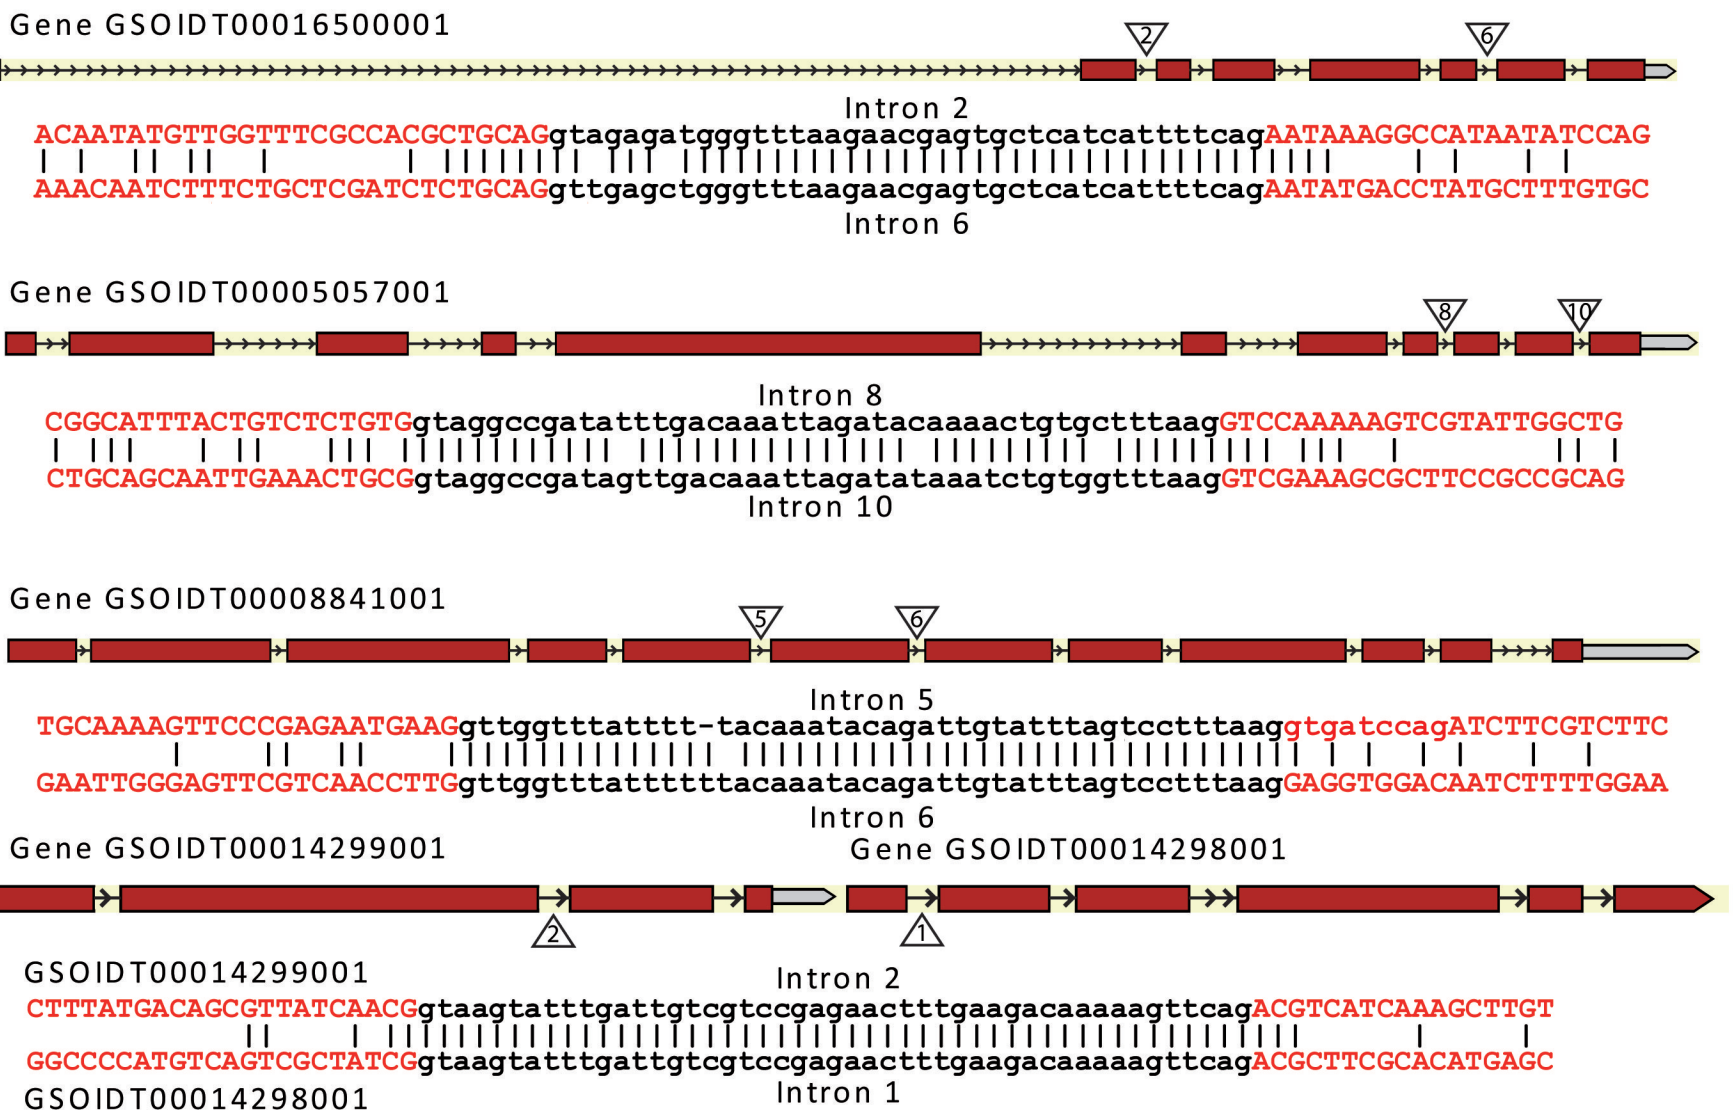 Gene GSOIDT00016500001
2
6
Intron 2
ACAATATGTTGGTTTCGCCACGCTGCAGgtagagatgggtttaagaacgagtgctcatcattttcagAATAAAGGCCATAATATCCAG
AAACAATCTTTCTGCTCGATCTCTGCAGgttgagctgggtttaagaacgagtgctcatcattttcagAATATGACCTATGCTTTGTGC
Intron 6
Gene GSOIDT00005057001
8
10
Intron 8
CGGCATTTACTGTCTCTGTGgtaggccgatatttgacaaattagatacaaaactgtgctttaagGTCCAAAAAGTCGTATTGGCTG
CTGCAGCAATTGAAACTGCGgtaggccgatagttgacaaattagatataaatctgtggtttaagGTCGAAAGCGCTTCCGCCGCAG
Intron 10
Gene GSOIDT00008841001
5
6
Intron 5
TGCAAAAGTTCCCGAGAATGAAGgttggtttatttt-tacaaatacagattgtatttagtcctttaaggtgatccagATCTTCGTCTTC
GAATTGGGAGTTCGTCAACCTTGgttggtttattttttacaaatacagattgtatttagtcctttaagGAGGTGGACAATCTTTTGGAA
Intron 6
Gene GSOIDT00014299001 Gene GSOIDT00014298001
2
1
GSOIDT00014299001
Intron 2
CTTTATGACAGCGTTATCAACGgtaagtatttgattgtcgtccgagaactttgaagacaaaaagttcagACGTCATCAAAGCTTGT
GGCCCCATGTCAGTCGCTATCGgtaagtatttgattgtcgtccgagaactttgaagacaaaaagttcagACGCTTCGCACATGAGC
Intron 1
GSOIDT00014298001